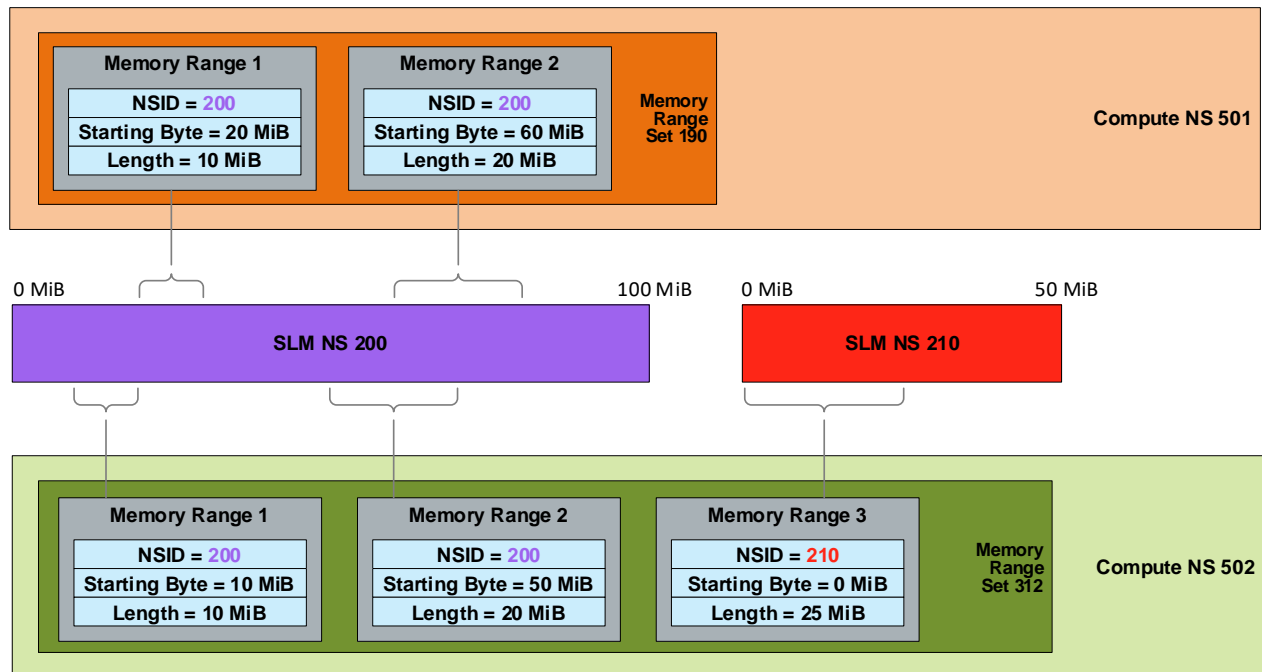 Memory Range 1
NSID = 200
Starting Byte = 20 MiB
Length = 10 MiB
Memory Range 2
NSID = 200
Starting Byte = 60 MiB
Length = 20 MiB
Memory
Range
Set 190
Compute NS 501
0 MiB
100 MiB
SLM NS 200
0 MiB
50 MiB
SLM NS 210
Memory Range 1
NSID = 200
Starting Byte = 10 MiB
Length = 10 MiB
Memory Range 2
NSID = 200
Starting Byte = 50 MiB
Length = 20 MiB
Memory Range 3
NSID = 210
Starting Byte = 0 MiB
Length = 25 MiB
Memory
Range
Set 312
Compute NS 502